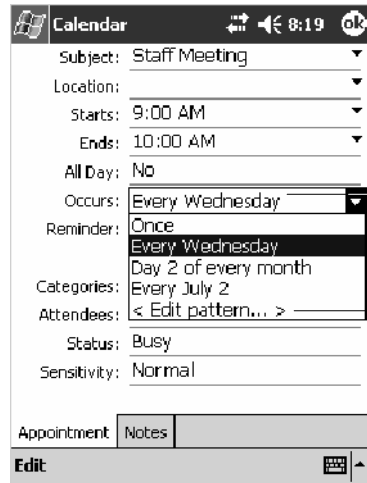 Calendar 8:19 ok
Subject: Staff Meeting
Location:
Starts: 9:00 AM
Ends: 10:00 AM
All Day: No
Occurs: Every Wednesday
Reminder: Once
Every Wednesday
Day 2 of every month
Categories: Every July 2
Attendees: < Edit pattern... >
Status: Busy
Sensitivity: Normal
Appointment Notes
Edit